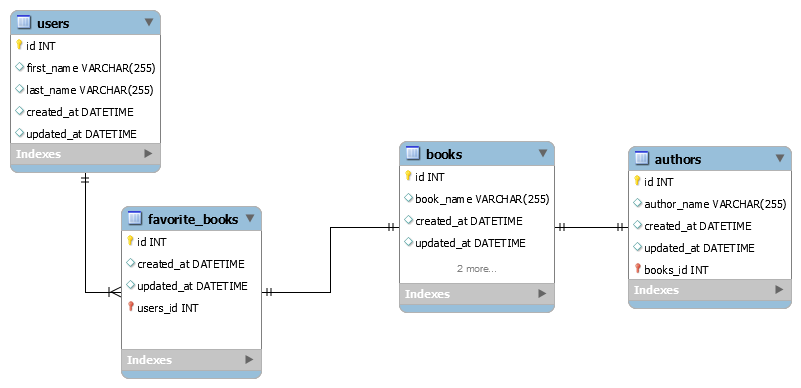 users
id INT
first_name VARCHAR(255)
last_name VARCHAR(255)
created_at DATETIME
updated_at DATETIME
Indexes
favorite_books
id INT
created_at DATETIME
updated_at DATETIME
users_id INT
Indexes
books
id INT
book_name VARCHAR(255)
created_at DATETIME
updated_at DATETIME
2 more...
Indexes
authors
id INT
author_name VARCHAR(255)
created_at DATETIME
updated_at DATETIME
books_id INT
Indexes